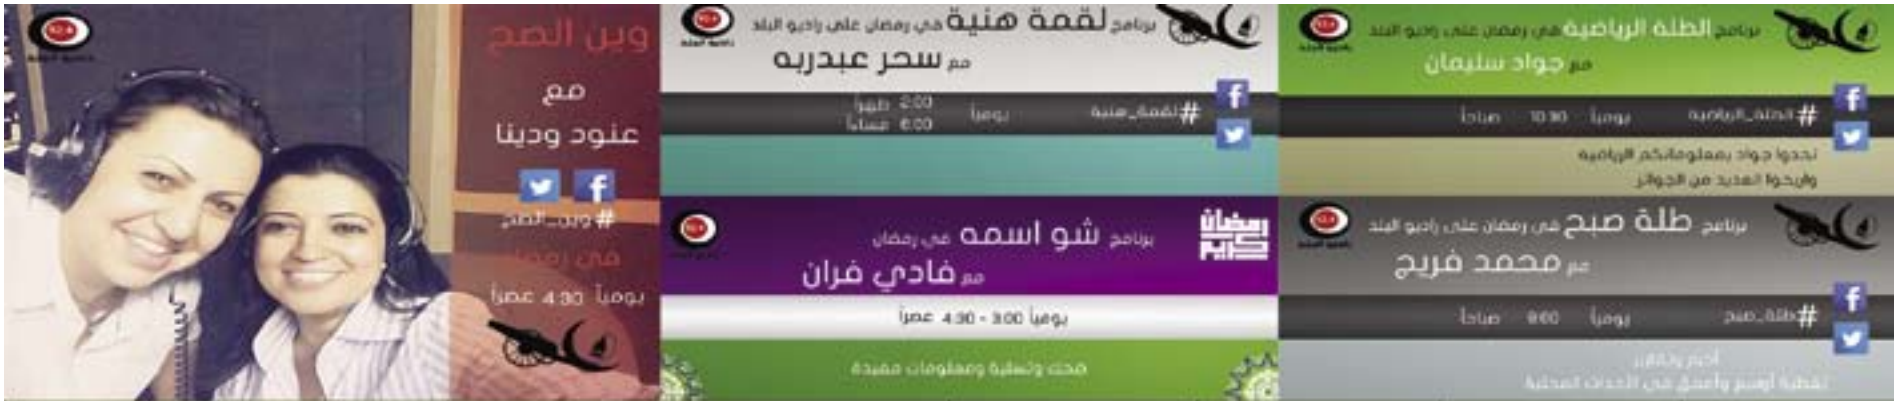 برنامج الطلة الرياضية في رمضان على راديو البلد
مع جواد سليمان
#الطلة_الرياضية يومياً 10:30 صباحاً
تحدوا جواد بمعلوماتكم الرياضية
واربحوا العديد من الجوائز
برنامج طلة صبح في رمضان على راديو البلد
مع محمد فريج
#طلة_صبح يومياً 9:00 صباحاً
أخبار وتقارير
تغطية أوسع وأعمق في الأحداث المحلية
برنامج لقمة هنية في رمضان على راديو البلد
مع سحر عبدربه
#لقمة_هنية يومياً 2:00 ظهراً
6:00 مساءاً
رمضان كريم
برنامج شو اسمه في رمضان
مع فادي فران
يومياً 3:00 - 4:30 عصراً
ضحك وتسلية ومعلومات مفيدة
وين الصح
مع
عنود ودينا
#وين_الصح
في رمضان
يومياً 4:30 عصراً